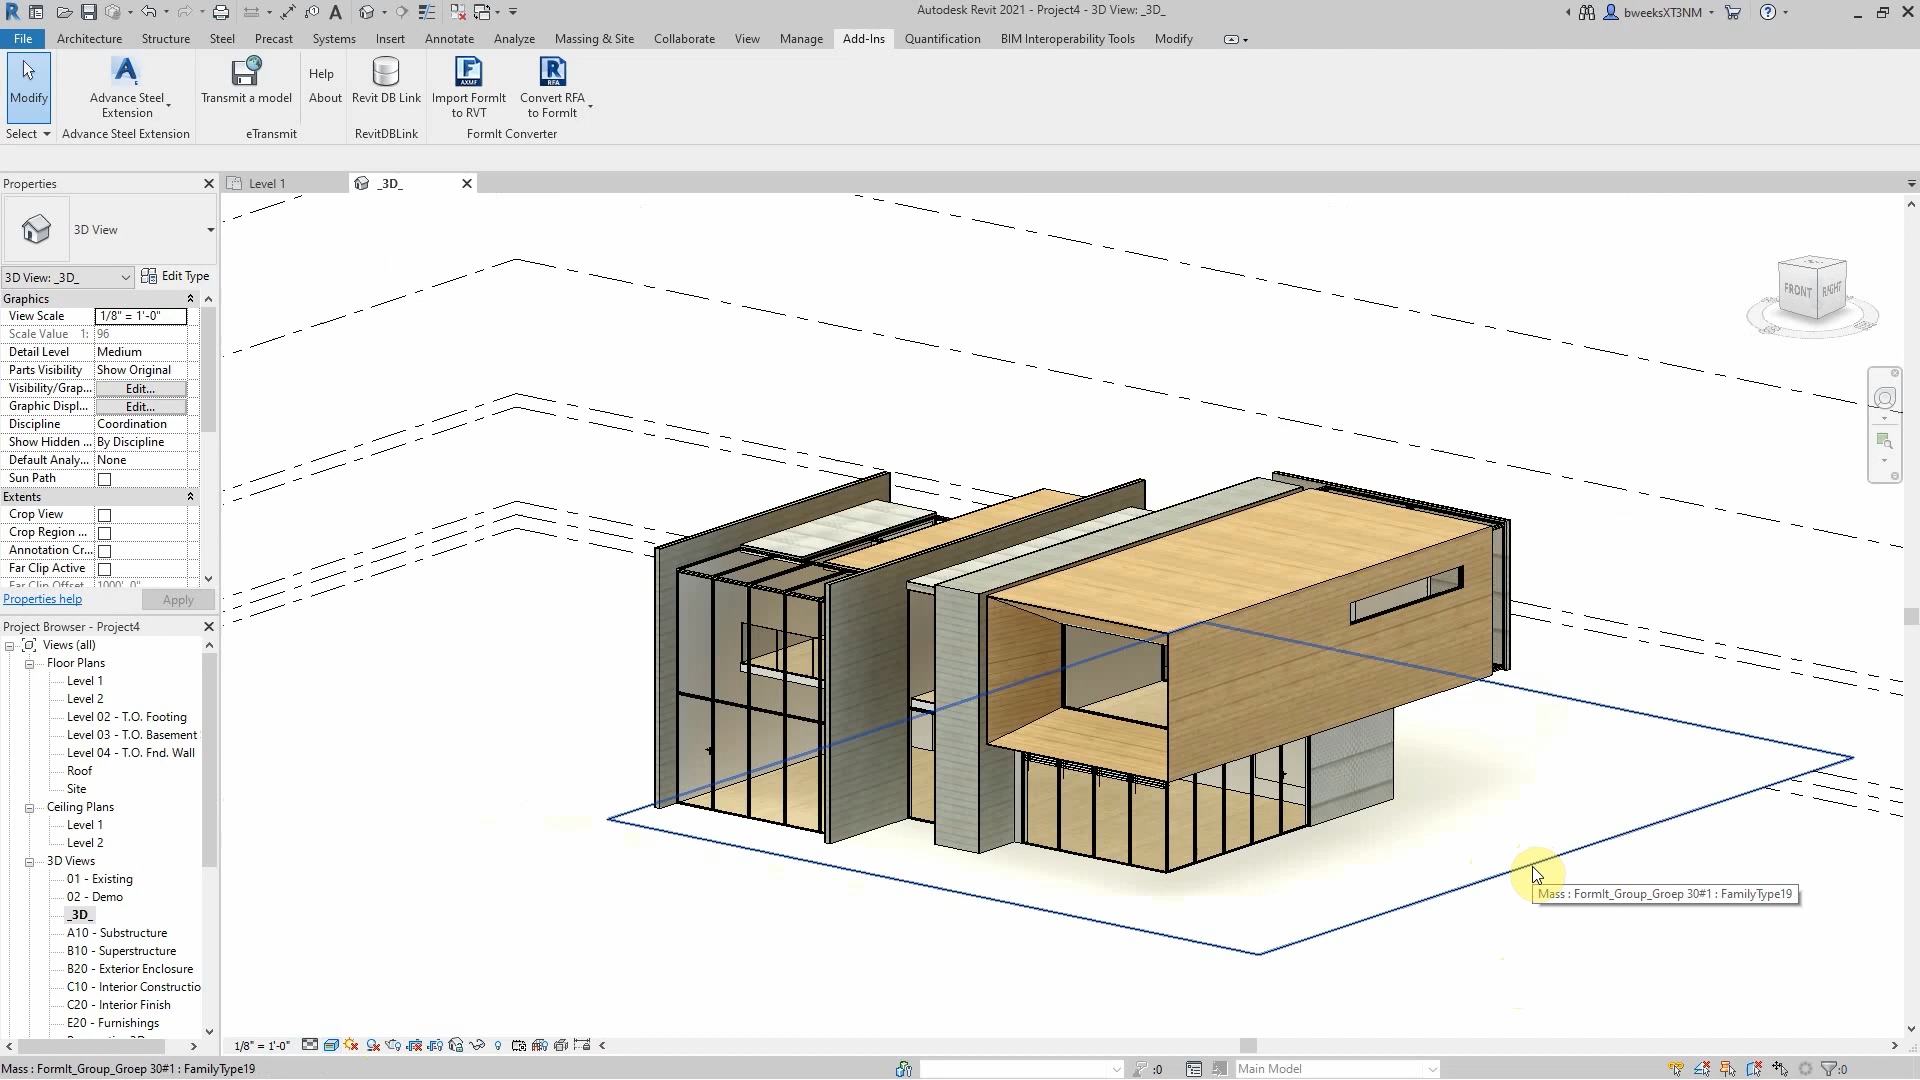 Autodesk Revit 2021 - Project4 - 3D View: _3D_
bweeksXT3NM
File Architecture Structure Steel Precast Systems Insert Annotate Analyze Massing & Site Collaborate View Manage Add-Ins Quantification BIM Interoperability Tools Modify
Modify
Select
Advance Steel
Extension
Advance Steel Extension
Transmit a model
Help
About
eTransmit
Revit DB Link
RevitDBLink
AXMF
Import FormIt
to RVT
RFA
Convert RFA
to FormIt
FormIt Converter
Properties
Level 1
_3D_
3D View
3D View: _3D_
Edit Type
Graphics
View Scale 1/8" = 1'-0"
Scale Value 1: 96
Detail Level Medium
Parts Visibility Show Original
Visibility/Grap... Edit...
Graphic Displ... Edit...
Discipline Coordination
Show Hidden ... By Discipline
Default Analy... None
Sun Path
Extents
Crop View
Crop Region ...
Annotation Cr...
Far Clip Active
Far Clip Offset 1000' 0"
Properties help
Apply
Project Browser - Project4
Views (all)
Floor Plans
Level 1
Level 2
Level 02 - T.O. Footing
Level 03 - T.O. Basement
Level 04 - T.O. Fnd. Wall
Roof
Site
Ceiling Plans
Level 1
Level 2
3D Views
01 - Existing
02 - Demo
_3D_
A10 - Substructure
B10 - Superstructure
B20 - Exterior Enclosure
C10 - Interior Constructio
C20 - Interior Finish
E20 - Furnishings
FRONT
RIGHT
Mass : FormIt_Group_Groep 30#1 : FamilyType19
1/8" = 1'-0"
Mass : FormIt_Group_Groep 30#1 : FamilyType19
:0
Main Model
:0